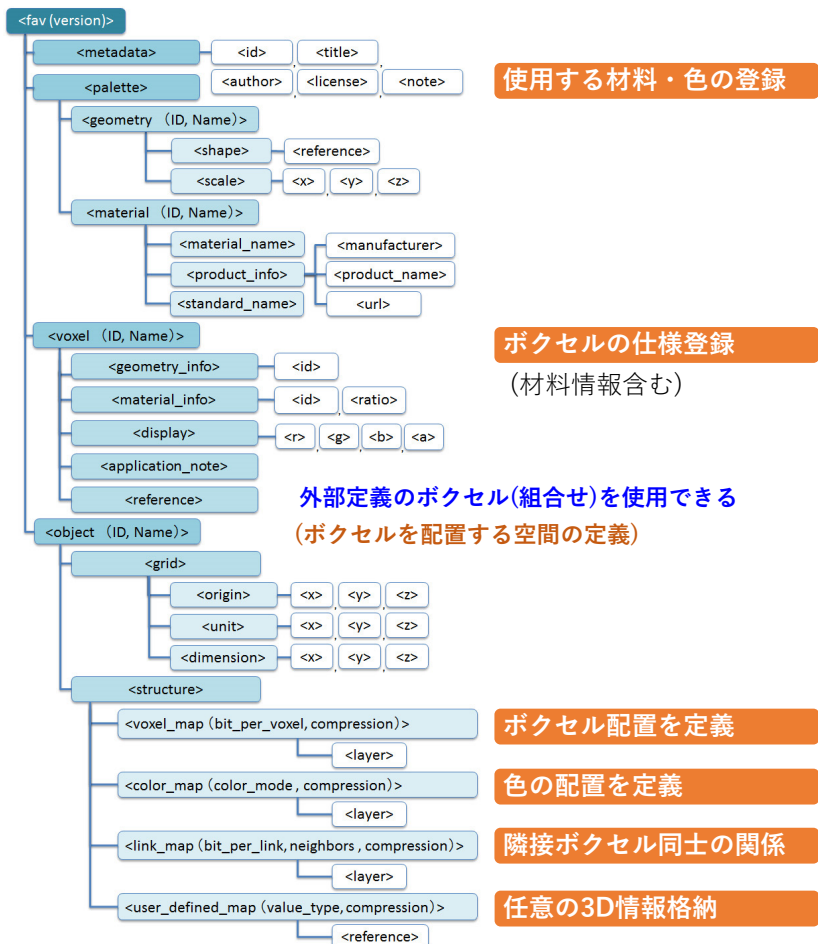 <fav (version)>
<metadata> <id> , <title> ,
<author> , <license> , <note>
<palette>
使用する材料・色の登録
<geometry （ID, Name)>
<shape> <reference>
<scale> <x> , <y> , <z>
<material （ID, Name)>
<material_name> <manufacturer>
<product_info> <product_name>
<standard_name> <url>
<voxel （ID, Name)>
ボクセルの仕様登録
(材料情報含む)
<geometry_info> <id>
<material_info> <id> , <ratio>
<display> <r> , <g> , <b> , <a>
<application_note>
<reference>
外部定義のボクセル(組合せ)を使用できる
<object （ID, Name)>
(ボクセルを配置する空間の定義)
<grid>
<origin> <x> , <y> , <z>
<unit> <x> , <y> , <z>
<dimension> <x> , <y> , <z>
<structure>
<voxel_map (bit_per_voxel, compression)>
ボクセル配置を定義
<layer>
<color_map (color_mode , compression)>
色の配置を定義
<layer>
<link_map (bit_per_link, neighbors , compression)>
隣接ボクセル同士の関係
<layer>
<user_defined_map (value_type, compression)>
任意の3D情報格納
<reference>